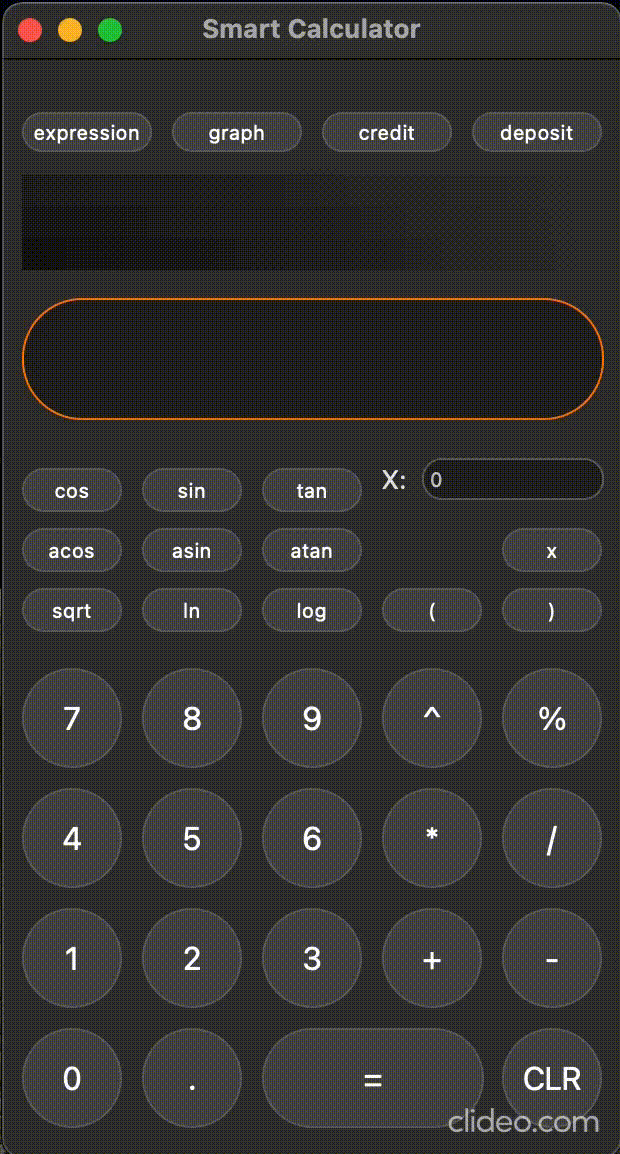 Smart Calculator
expression graph credit deposit
X: 0
cos sin tan
acos asin atan x
sqrt ln log ( )
7 8 9 ^ %
4 5 6 * /
1 2 3 + -
0 . = CLR
clideo.com